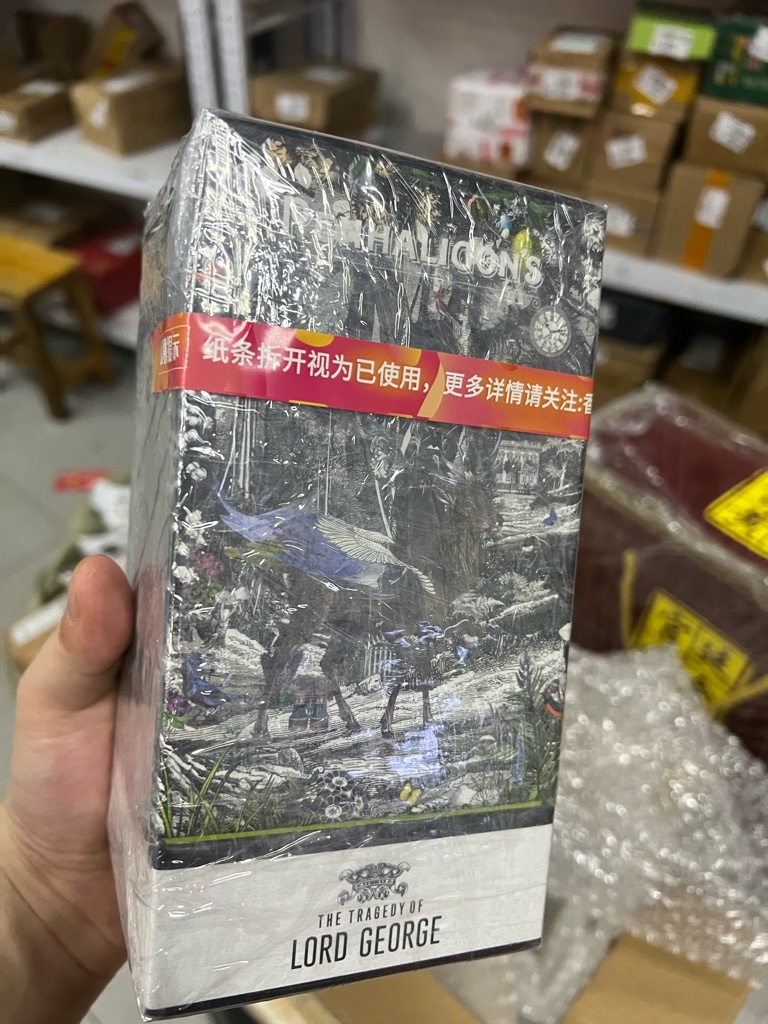 PENHALIGON'S
纸条拆开视为已使用，更多详情请关注:香
THE TRAGEDY OF
LORD GEORGE